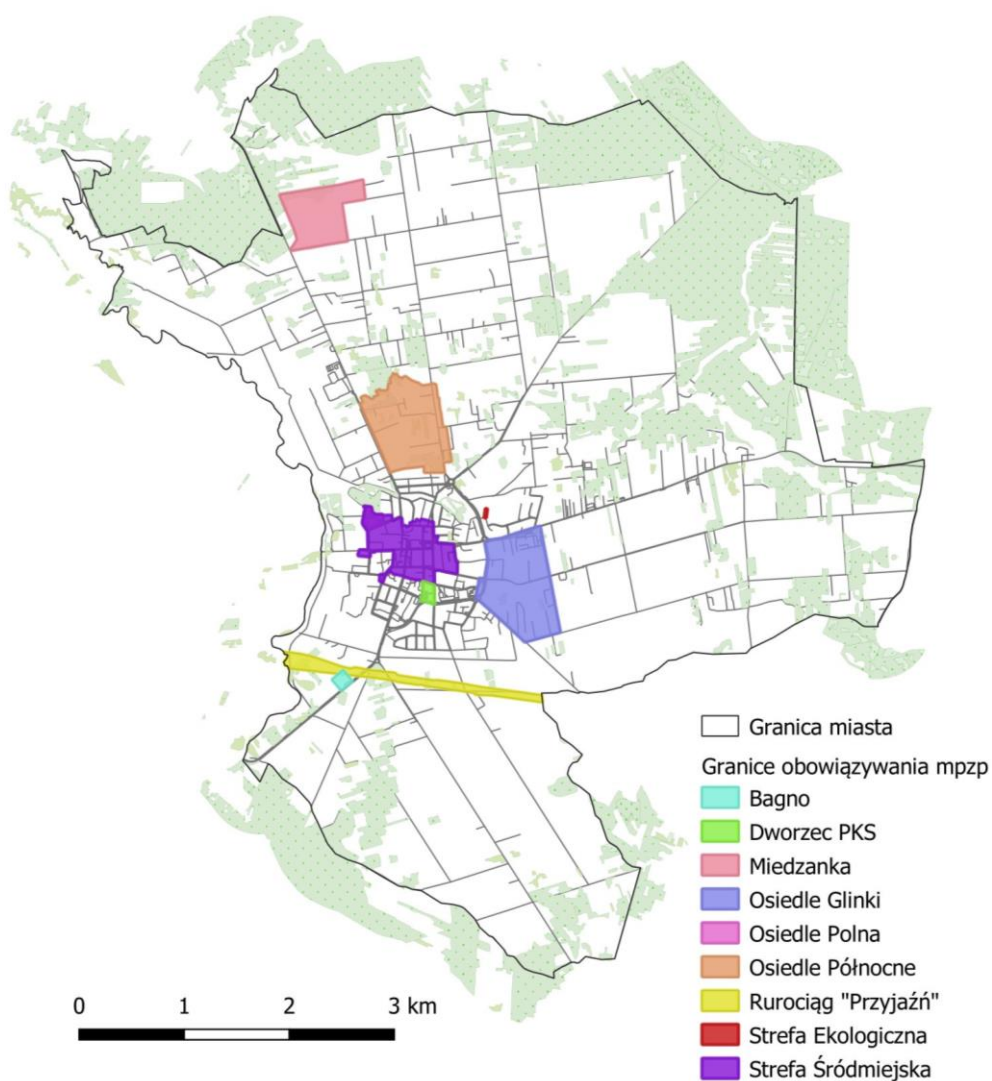 Granica miasta
Granice obowiązywania mpzp
Bagno
Dworzec PKS
Miedzanka
Osiedle Glinki
Osiedle Polna
Osiedle Północne
Rurociąg "Przyjaźń"
Strefa Ekologiczna
Strefa Śródmiejska
0 1 2 3 km